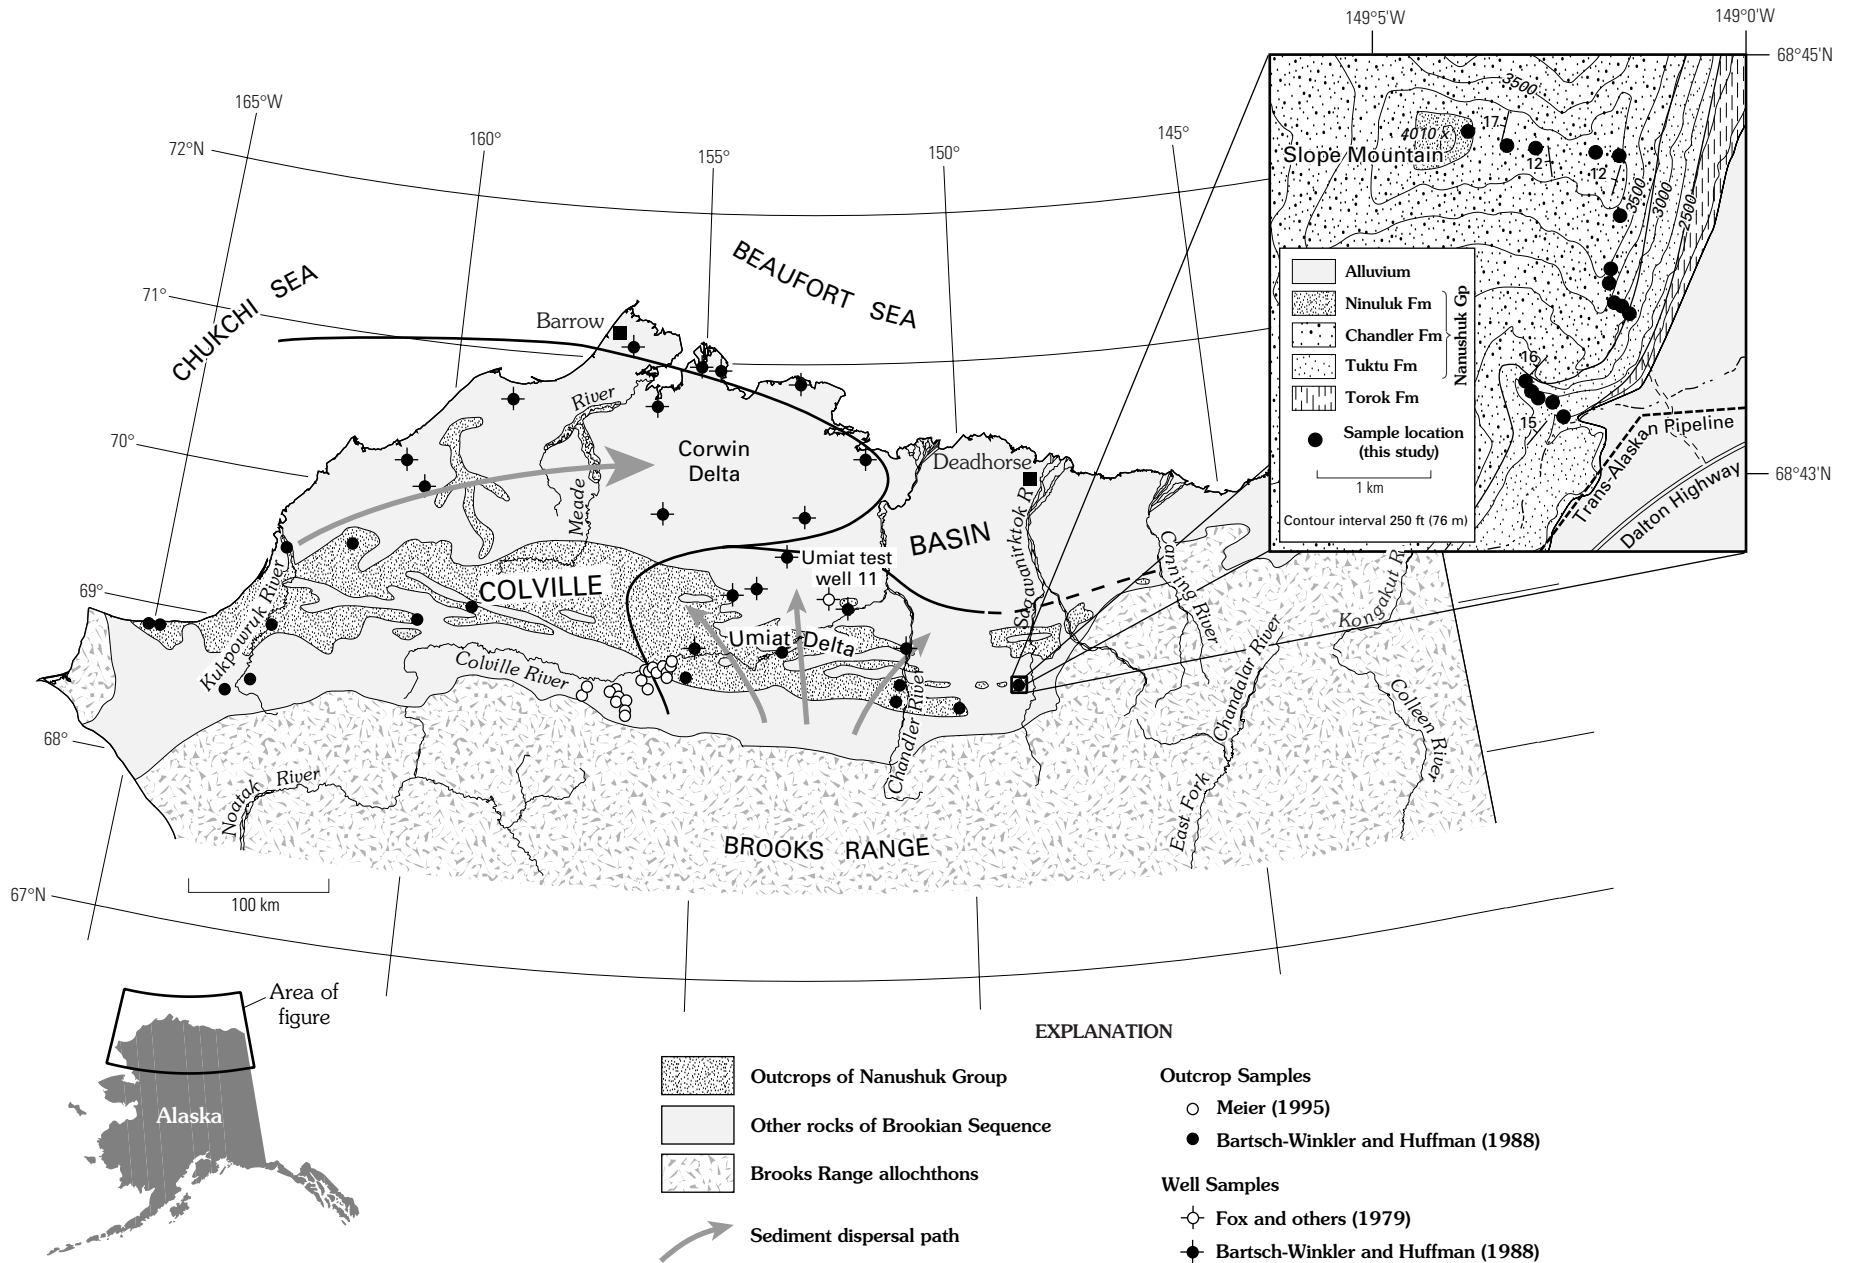 149°5'W
149°0'W
68°45'N
68°43'N
165°W
160°
155°
150°
145°
72°N
71°
70°
69°
68°
67°N
CHUKCHI SEA
BEAUFORT SEA
Barrow
River
Meade
Corwin
Delta
Deadhorse
BASIN
COLVILLE
Umiat test
well 11
Umiat Delta
Kukpowruk River
Colville River
Chandler River
Sagavanirktok R
Canning River
Chandalar River
East Fork
Kongakut R
Colleen River
Noatak River
BROOKS RANGE
100 km
3500
4010 x
17
Slope Mountain
12
12
3500
3000
2500
16
15
Alluvium
Ninuluk Fm
Chandler Fm
Tuktu Fm
Nanushuk Gp
Torok Fm
Sample location
(this study)
1 km
Contour interval 250 ft (76 m)
Trans-Alaskan Pipeline
Dalton Highway
Area of
figure
Alaska
EXPLANATION
Outcrops of Nanushuk Group
Other rocks of Brookian Sequence
Brooks Range allochthons
Sediment dispersal path
Outcrop Samples
Meier (1995)
Bartsch-Winkler and Huffman (1988)
Well Samples
Fox and others (1979)
Bartsch-Winkler and Huffman (1988)